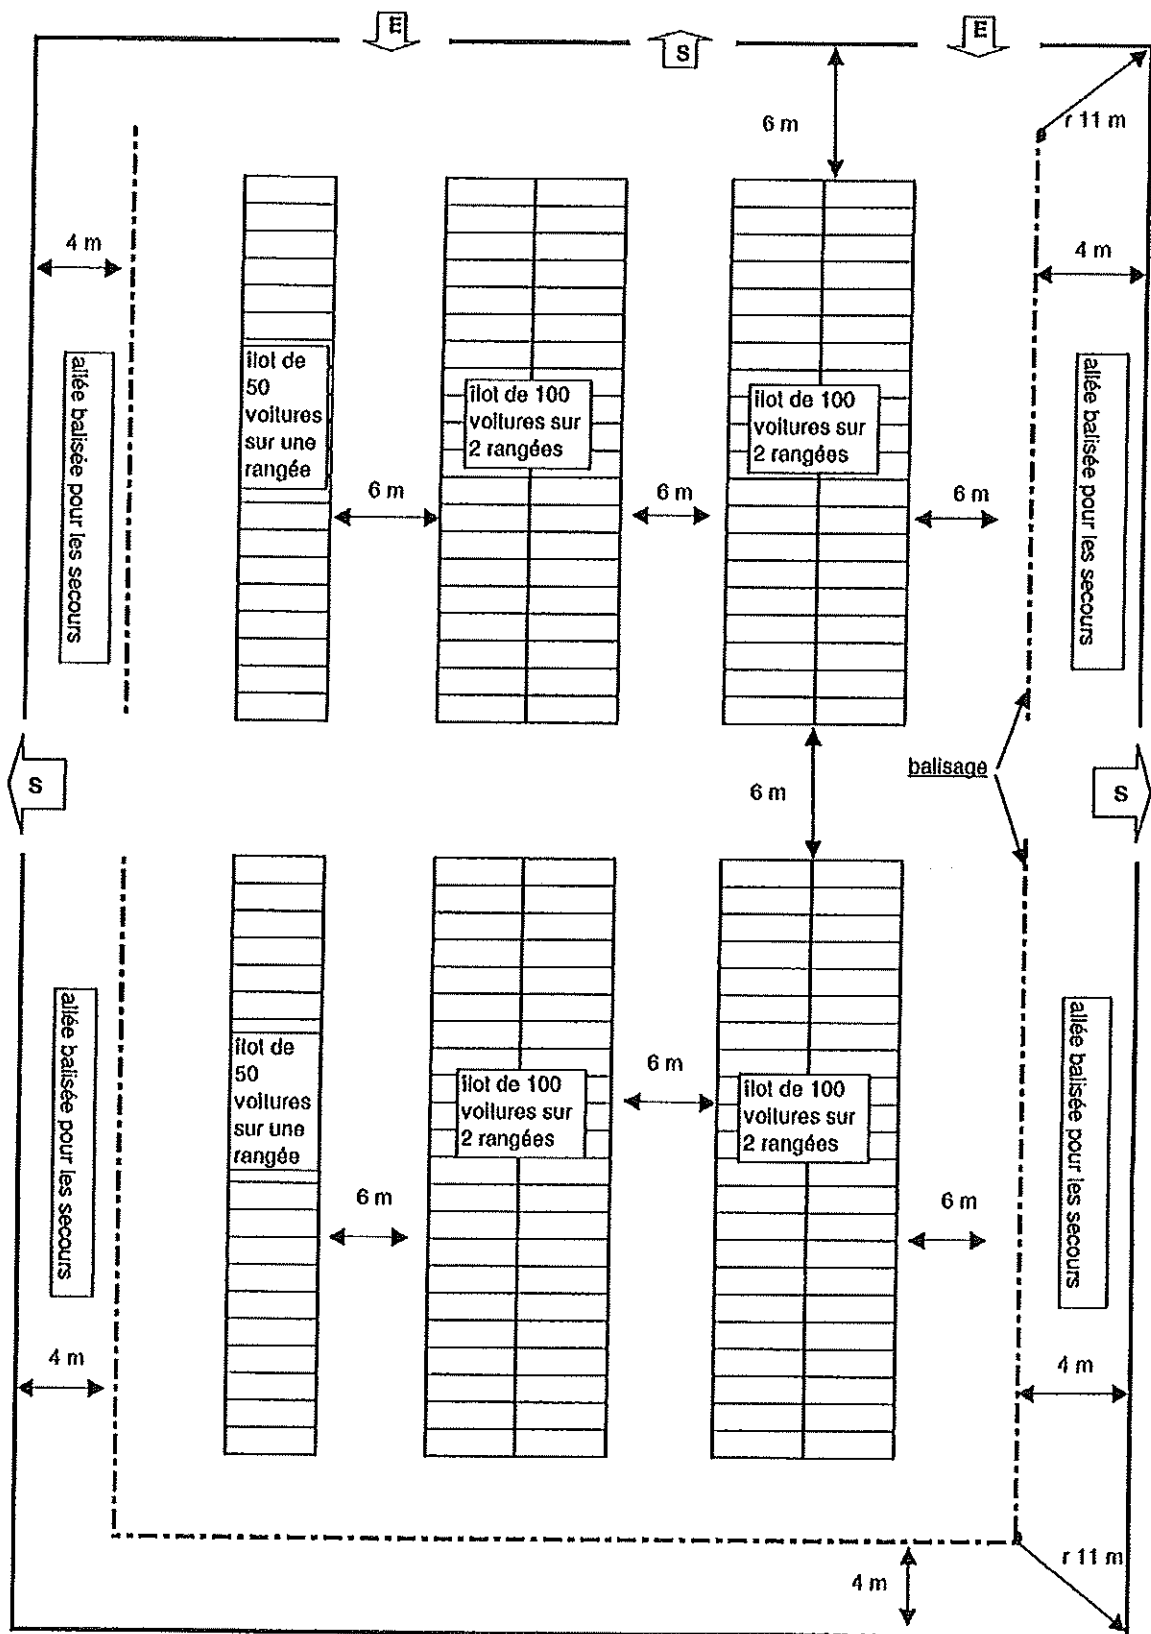 E
S
E
6 m
r 11 m
4 m
4 m
allée balisée pour les secours
îlot de
50
voitures
sur une
rangée
îlot de 100
voitures sur
2 rangées
îlot de 100
voitures sur
2 rangées
allée balisée pour les secours
6 m
6 m
6 m
S
6 m
balisage
S
allée balisée pour les secours
îlot de
50
voitures
sur une
rangée
îlot de 100
voitures sur
2 rangées
6 m
îlot de 100
voitures sur
2 rangées
allée balisée pour les secours
6 m
6 m
4 m
4 m
4 m
r 11 m